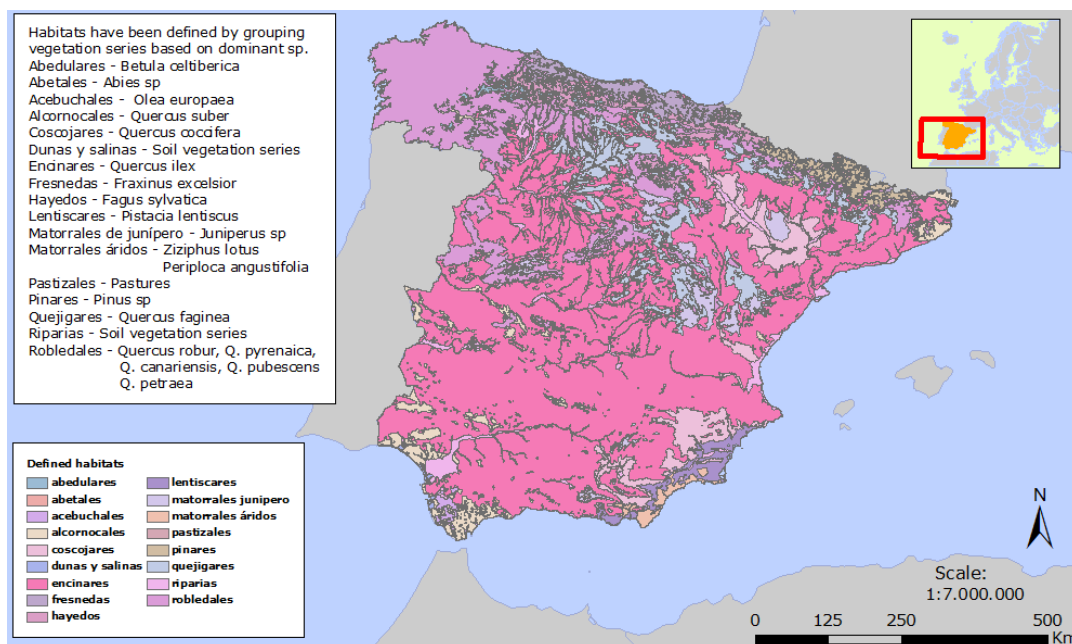 Habitats have been defined by grouping
vegetation series based on dominant sp.
Abedulares - Betula celtiberica
Abetales - Abies sp
Acebuchales - Olea europaea
Alcornocales - Quercus suber
Coscojares - Quercus coccifera
Dunas y salinas - Soil vegetation series
Encinares - Quercus ilex
Fresnedas - Fraxinus excelsior
Hayedos - Fagus sylvatica
Lentiscares - Pistacia lentiscus
Matorrales de junípero - Juniperus sp
Matorrales áridos - Ziziphus lotus
Periploca angustifolia
Pastizales - Pastures
Pinares - Pinus sp
Quejigares - Quercus faginea
Riparias - Soil vegetation series
Robledales - Quercus robur, Q. pyrenaica,
Q. canariensis, Q. pubescens
Q. petraea
Defined habitats
abedulares
abetales
acebuchales
alcornocales
coscojares
dunas y salinas
encinares
fresnedas
hayedos
lentiscares
matorrales junipero
matorrales áridos
pastizales
pinares
quejigares
riparias
robledales
N
Scale:
1:7.000.000
0 125 250 500
Km